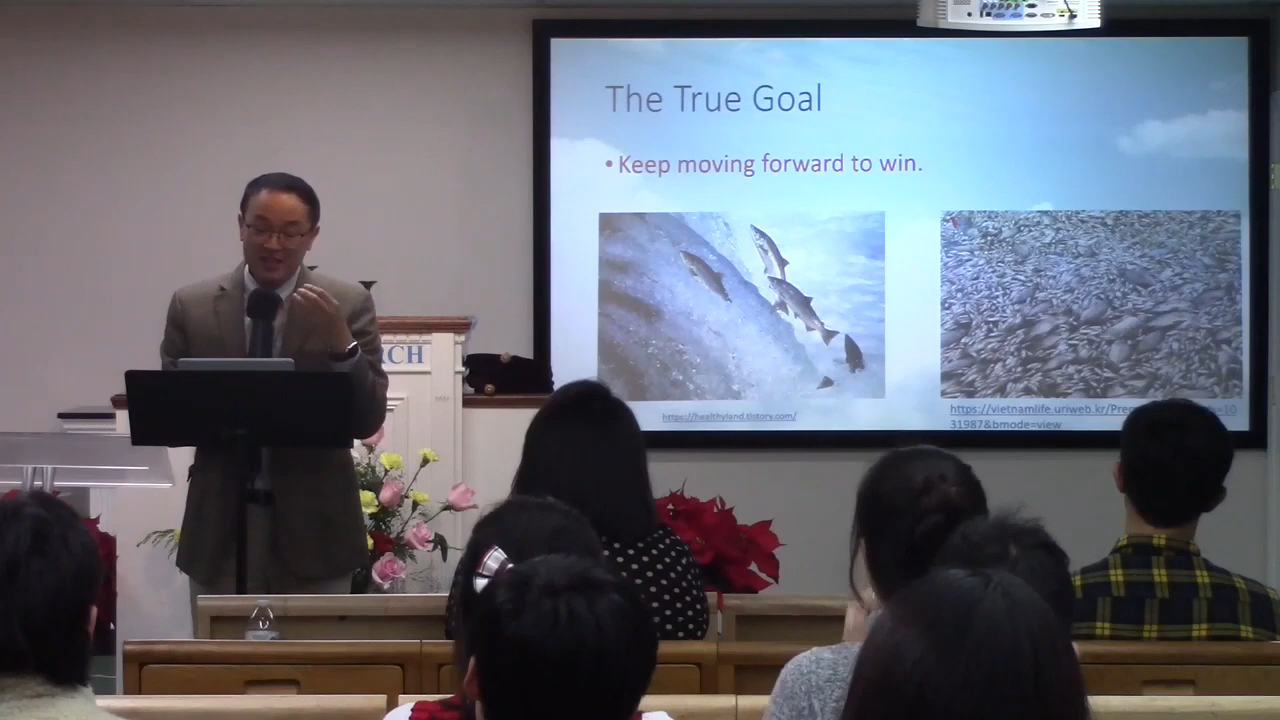 The True Goal
• Keep moving forward to win.
https://healthyland.tistory.com/
https://vietnamlife.uriweb.kr/
31987&bmode=view